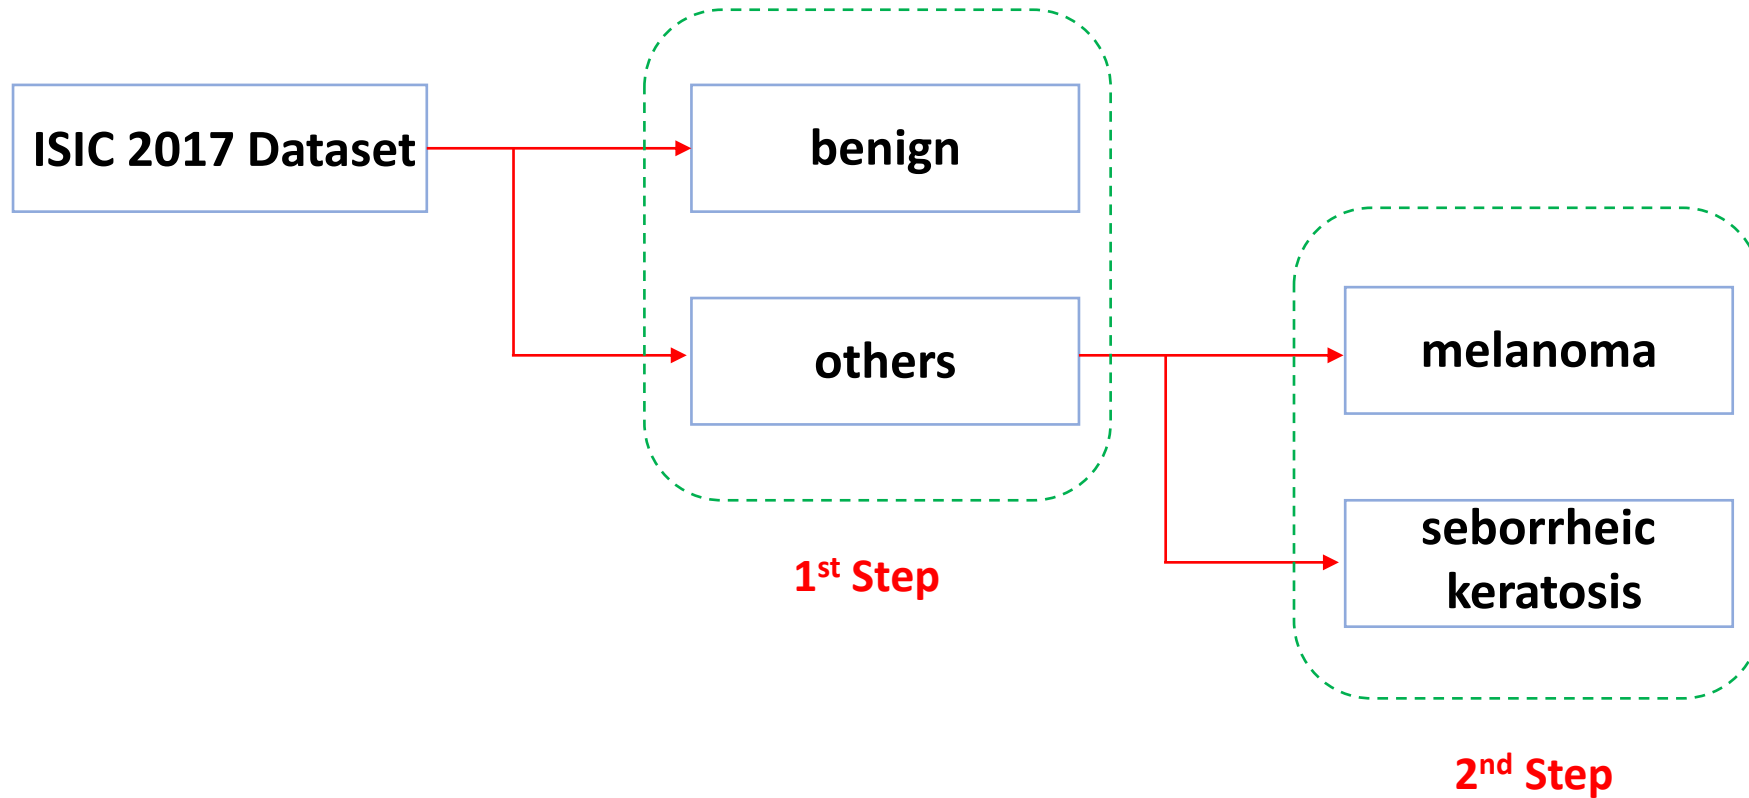 ISIC 2017 Dataset
benign
others
1st Step
melanoma
seborrheic
keratosis
2nd Step